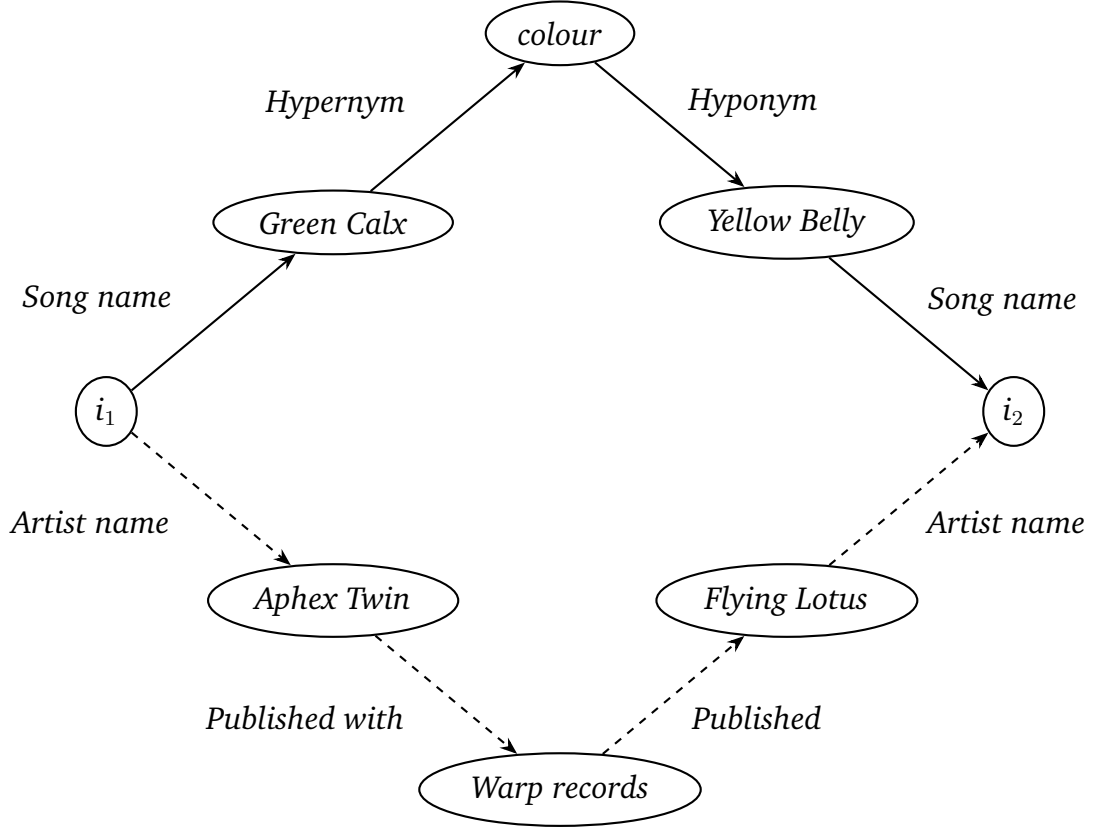 colour
Hypernym
Hyponym
Green Calx
Yellow Belly
Song name
Song name
i₁
i₂
Artist name
Artist name
Aphex Twin
Flying Lotus
Published with
Published
Warp records